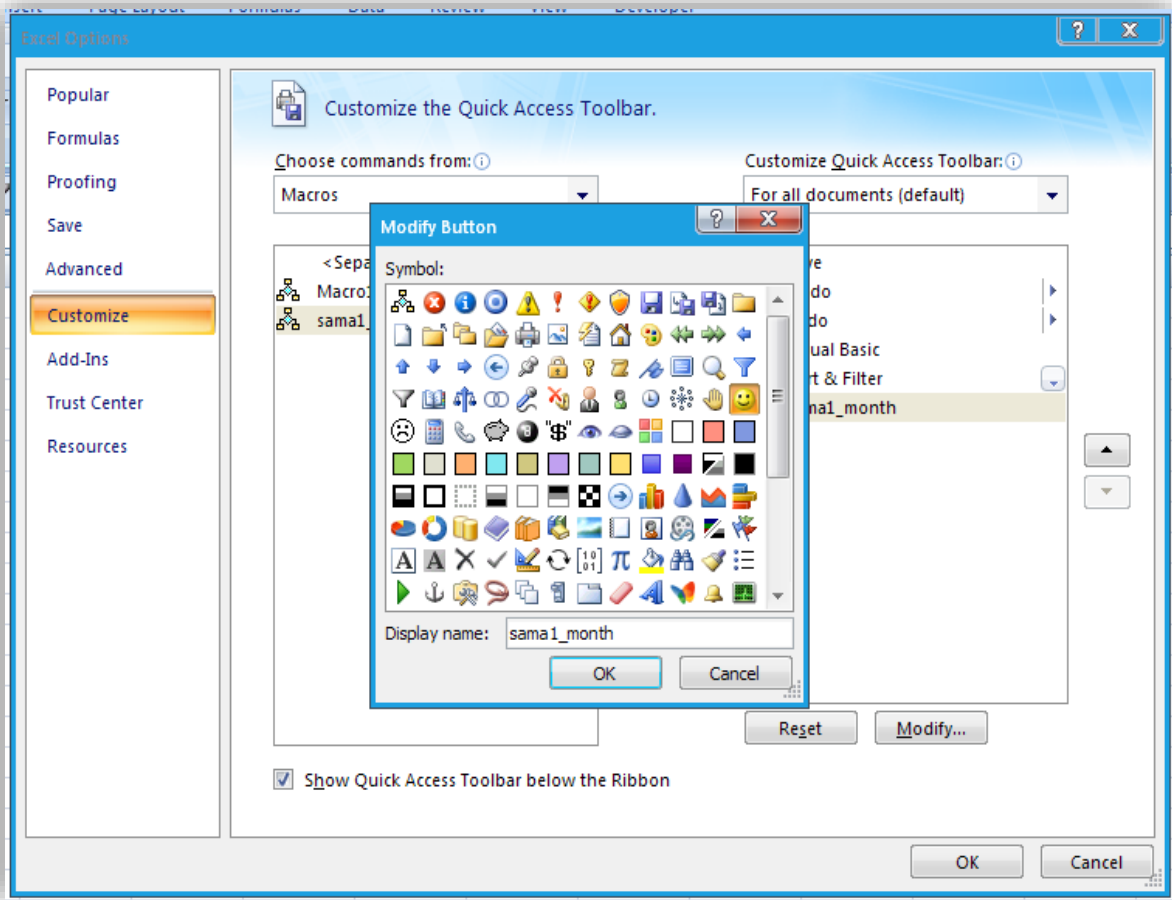 Excel Options
Popular
Formulas
Proofing
Save
Advanced
Customize
Add-Ins
Trust Center
Resources
Customize the Quick Access Toolbar.
Choose commands from:
Customize Quick Access Toolbar:
Macros
For all documents (default)
<Sepa
Macro1
sama1_
ve
do
do
ual Basic
rt & Filter
ma1_month
Modify Button
Symbol:
Display name: sama1_month
OK Cancel
Reset Modify...
Show Quick Access Toolbar below the Ribbon
OK Cancel